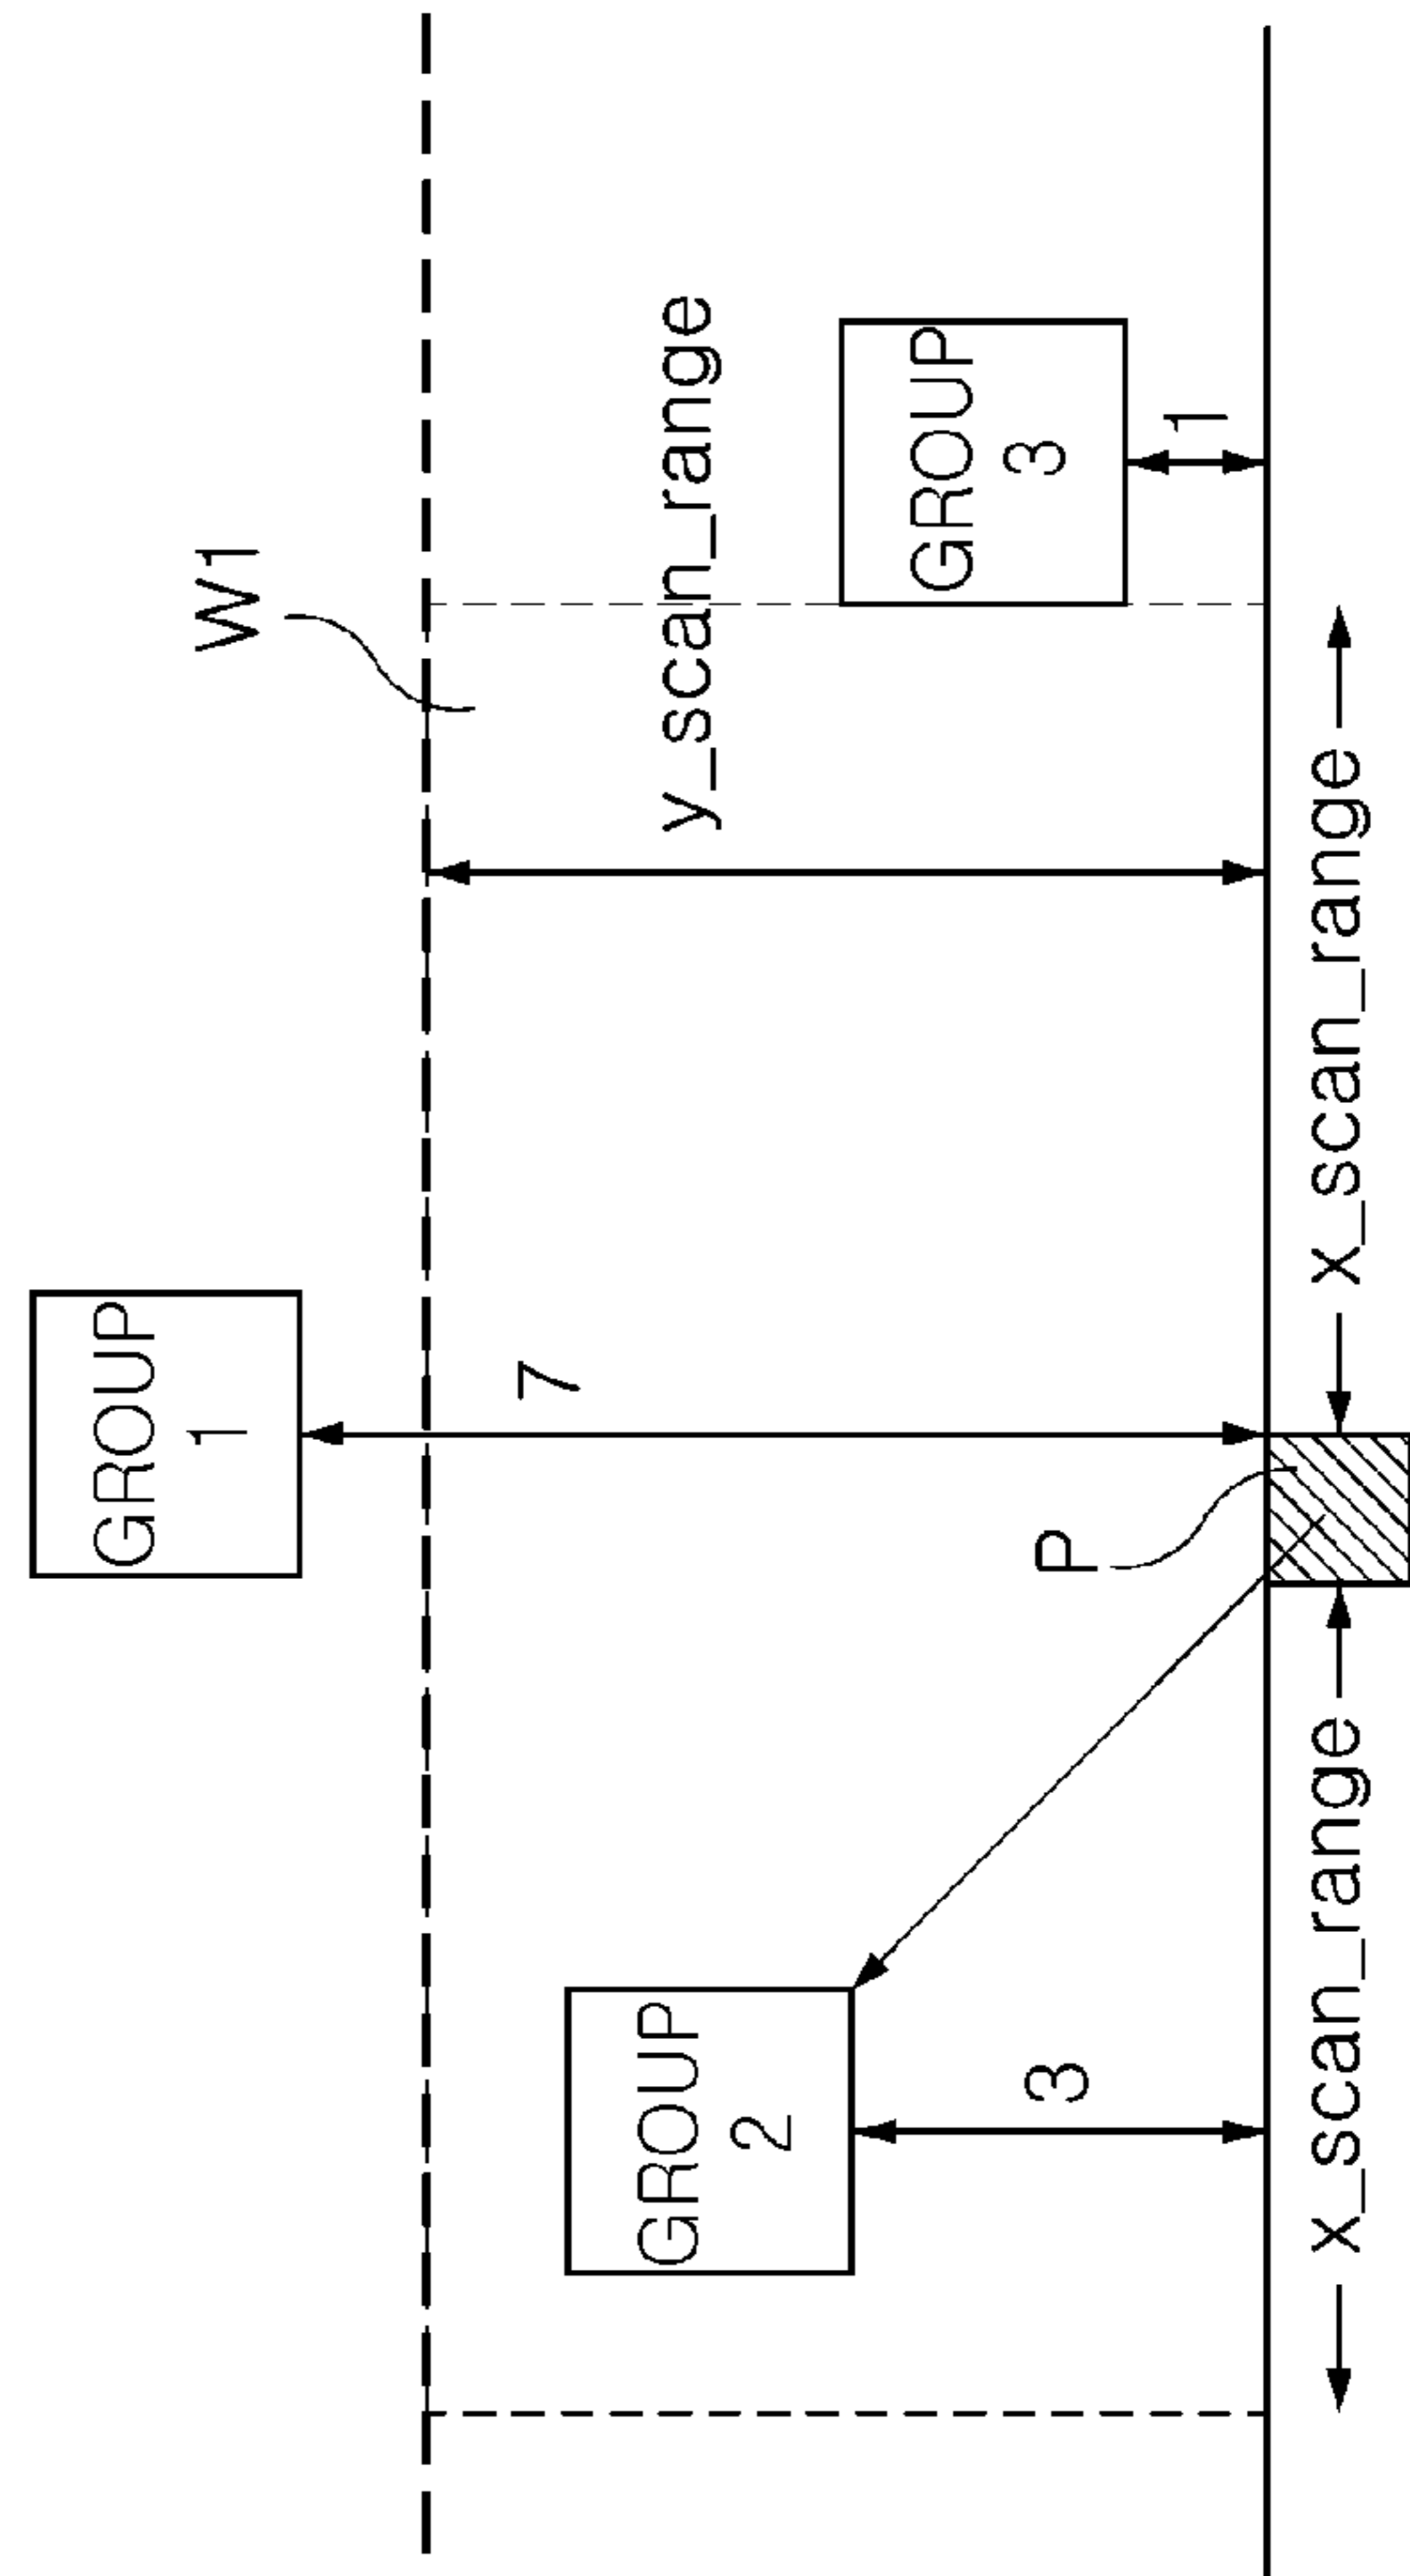 GROUP
1
W1
7
GROUP
2
y_scan_range
GROUP
3
3
P
1
x_scan_range
x_scan_range